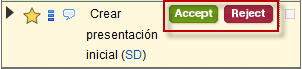 Crear
presentación
inicial (SD)
Accept
Reject